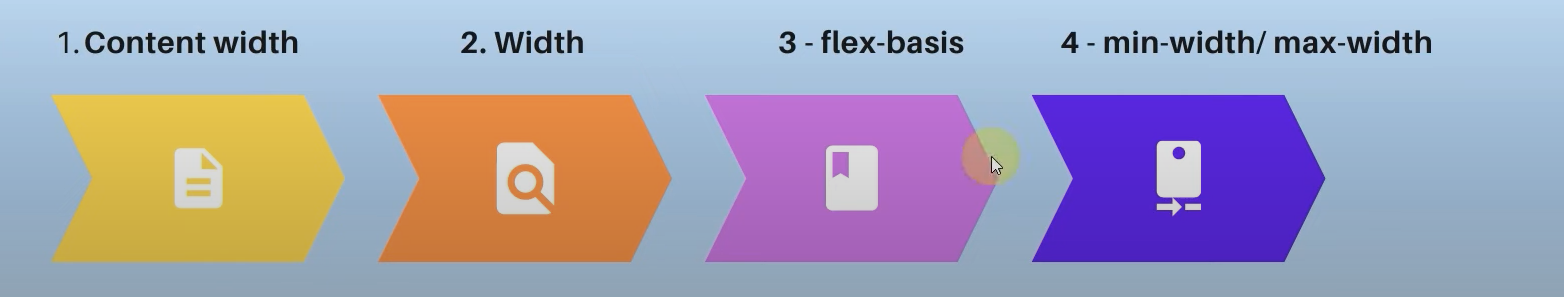 1. Content width
2. Width
3 - flex-basis
4 - min-width/ max-width